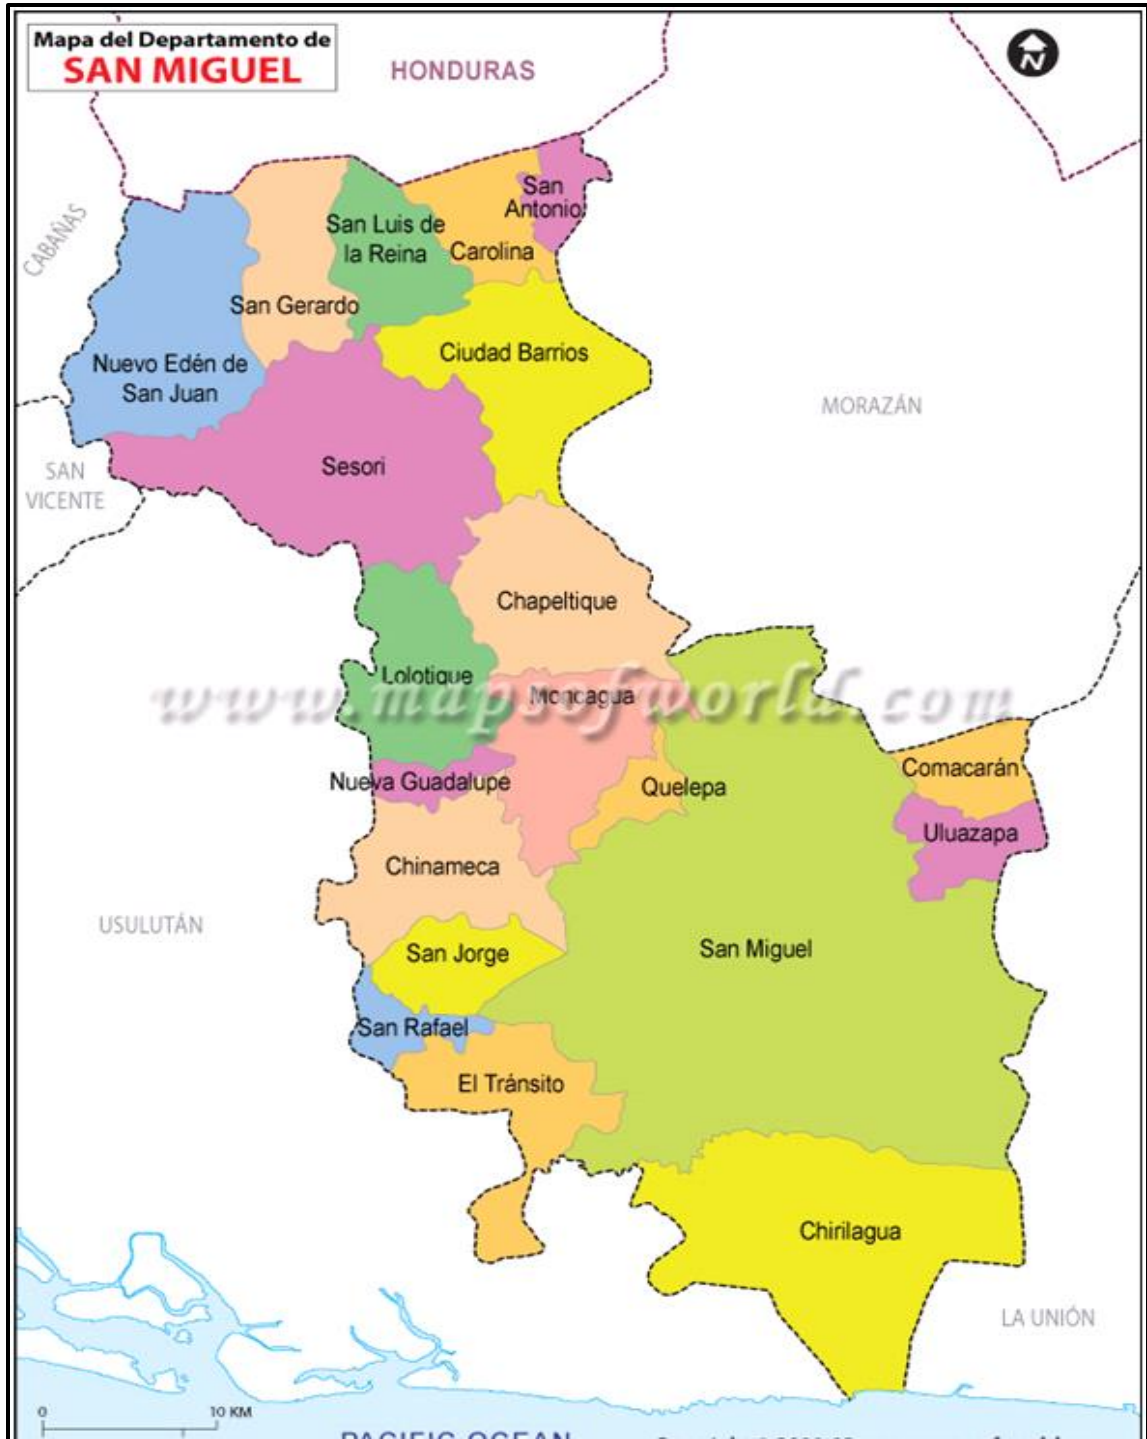 Mapa del Departamento de
SAN MIGUEL
HONDURAS
N
CABAÑAS
San
Antonio
San Luis de
la Reina
Carolina
San Gerardo
Ciudad Barrios
Nuevo Edén de
San Juan
MORAZÁN
Sesori
SAN
VICENTE
Chapeltique
Lolotique
Moncagua
www.mapsofworld.com
Comacarán
Nueva Guadalupe
Quelepa
Uluazapa
Chinameca
USULUTÁN
San Jorge
San Miguel
San Rafael
El Tránsito
Chirilagua
LA UNIÓN
0 10 KM
PACIFIC OCEAN